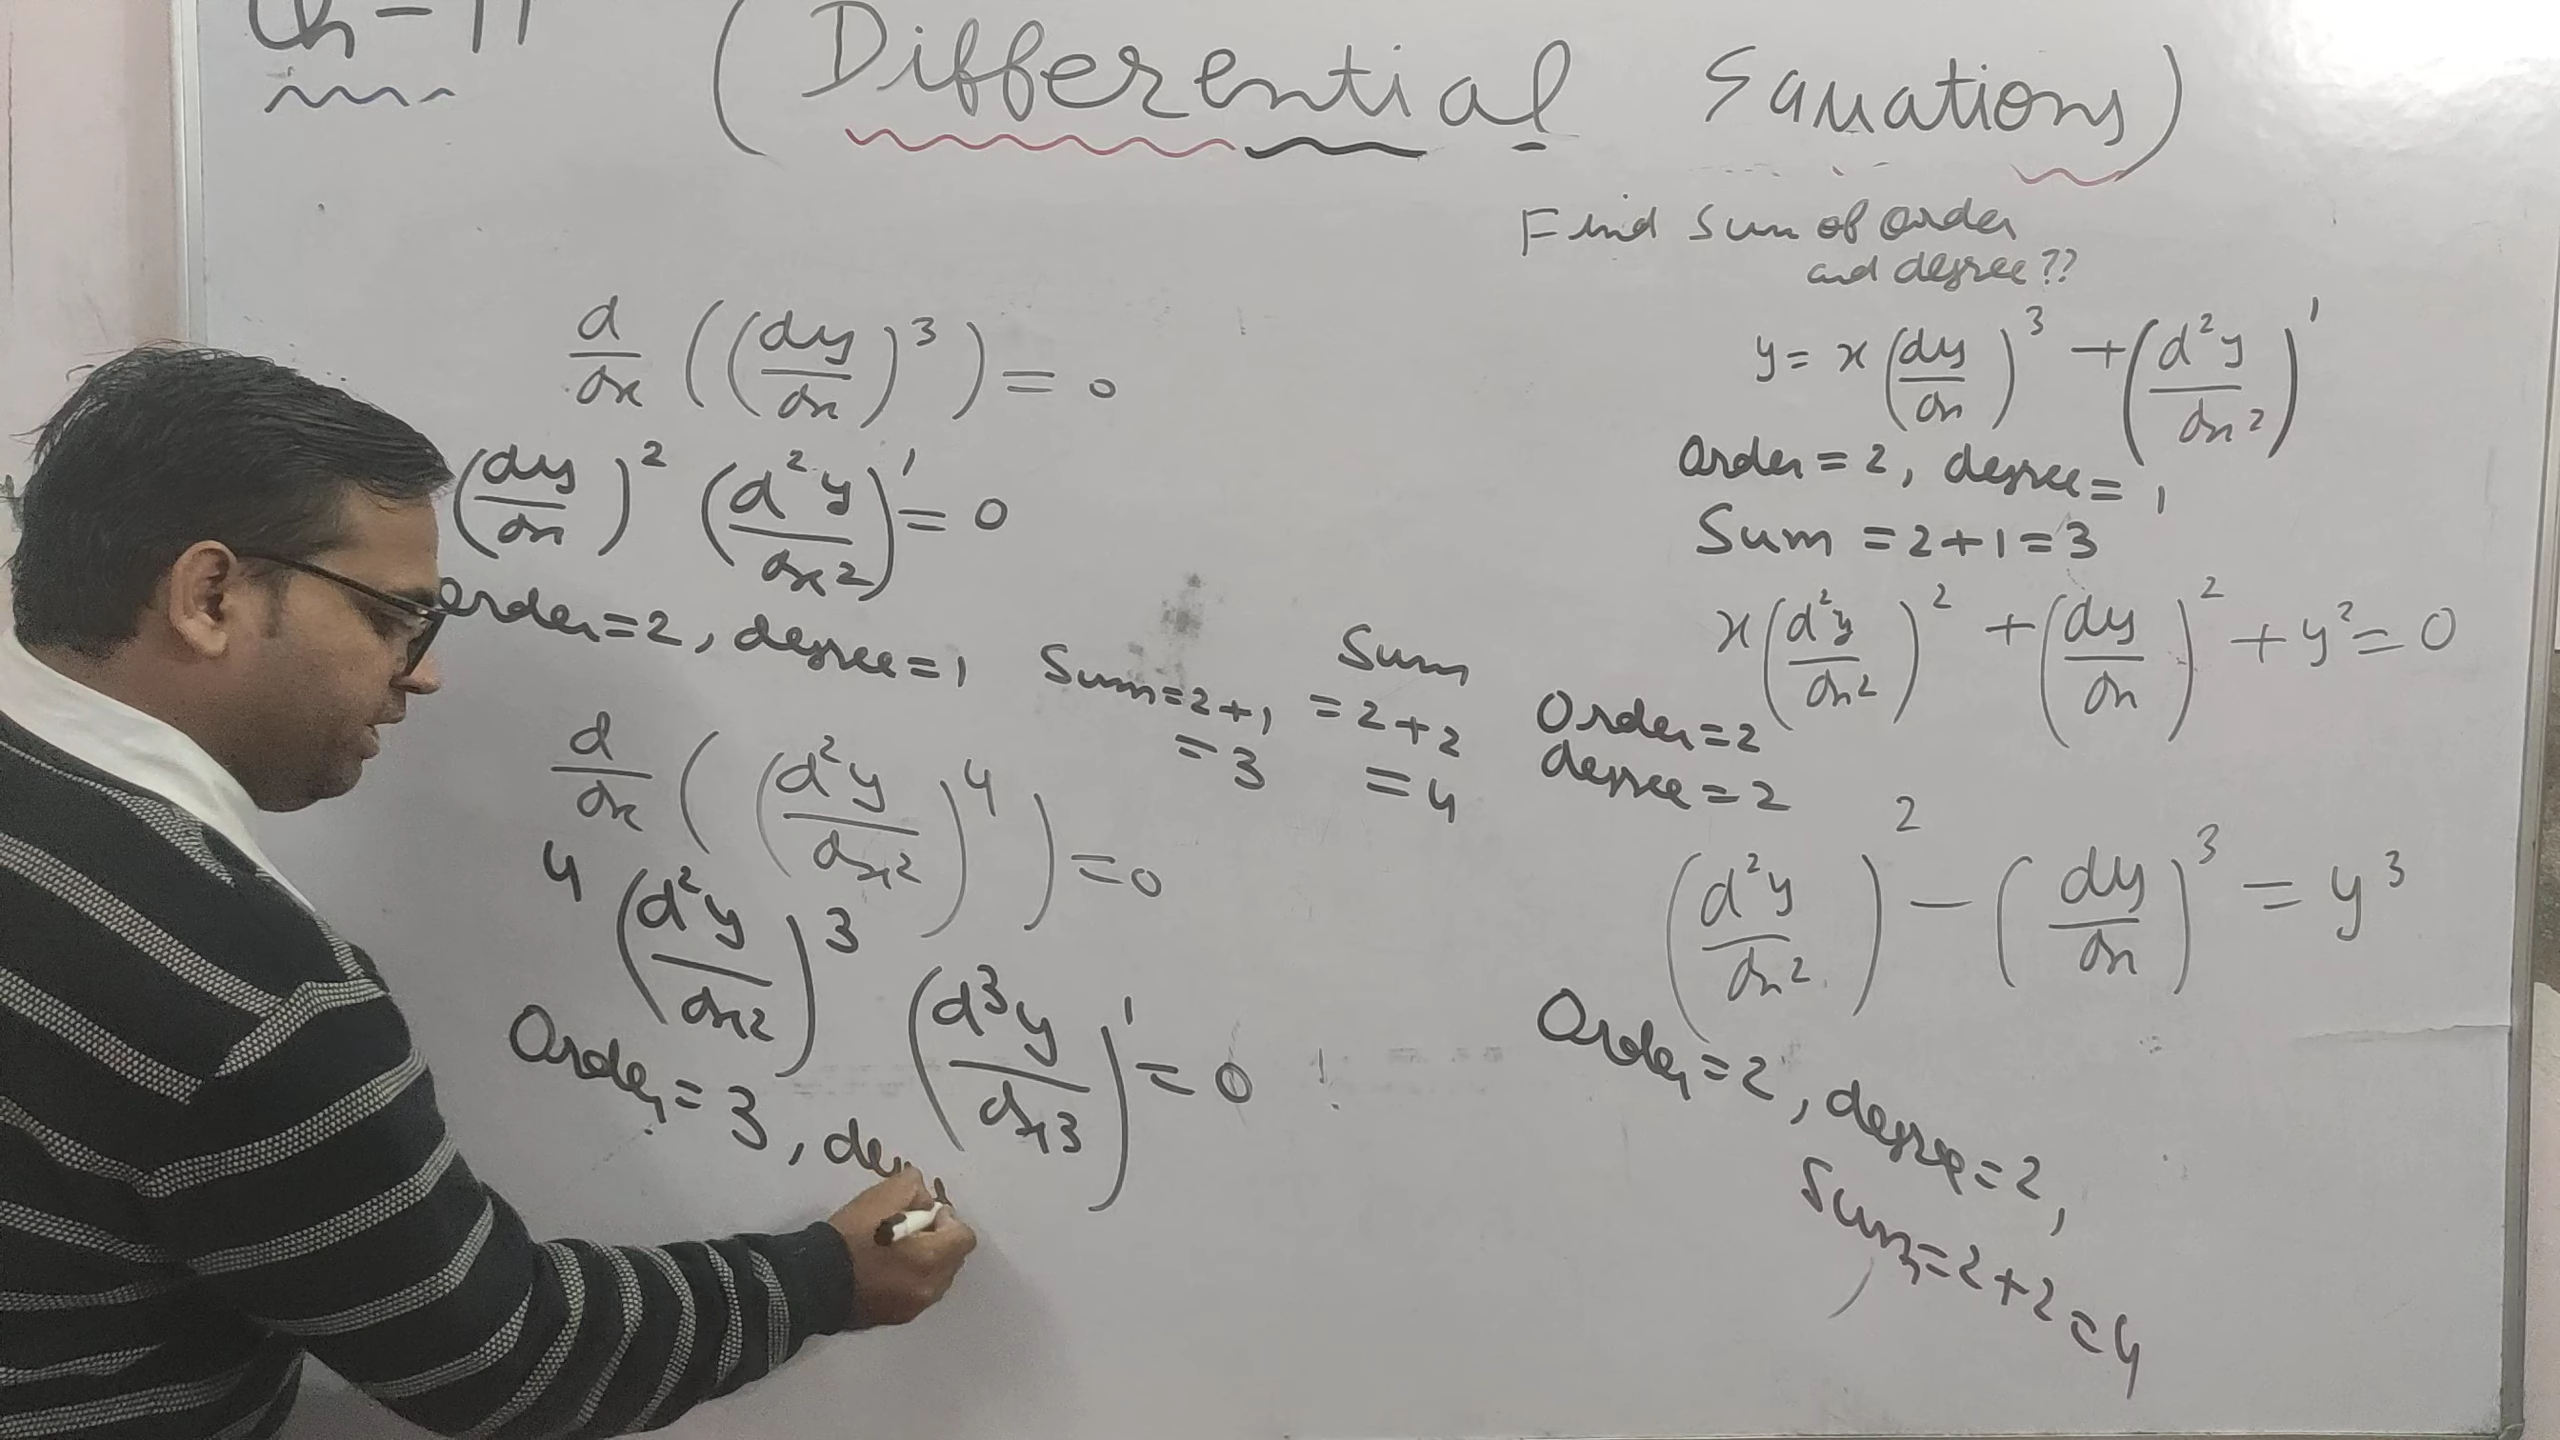 Ch - 11
(Differential Equations)
Find Sum of order
and degree??
d/dx ((dy/dx)^3) = 0
(dy/dx)^2 (d^2y/dx^2)^1 = 0
order = 2, degree = 1
Sum = 2+1
= 3
d/dx ((d^2y/dx^2)^4) = 0
4 (d^2y/dx^2)^3 (d^3y/dx^3)^1 = 0
Order = 3, de
y = x (dy/dx)^3 + (d^2y/dx^2)^1
Order = 2, degree = 1
Sum = 2+1 = 3
x (d^2y/dx^2)^2 + (dy/dx)^2 + y^2 = 0
Order = 2
degree = 2
Sum
= 2+2
= 4
(d^2y/dx^2)^2 - (dy/dx)^3 = y^3
Order = 2, degree = 2,
Sum = 2+2 = 4